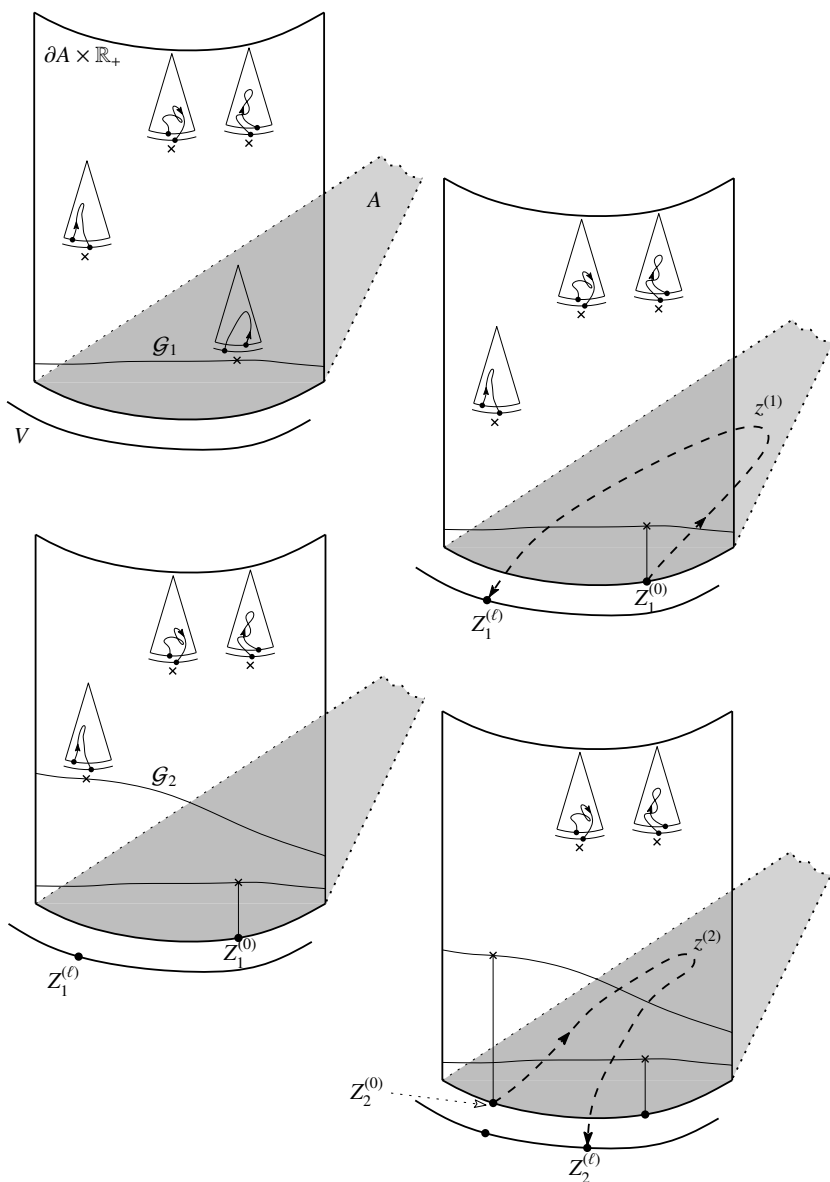 ∂A × ℝ₊
A
𝒢₁
V
z⁽¹⁾
Z₁⁽⁰⁾
Z₁⁽ℓ⁾
𝒢₂
Z₁⁽⁰⁾
Z₁⁽ℓ⁾
z⁽²⁾
Z₂⁽⁰⁾
Z₂⁽ℓ⁾